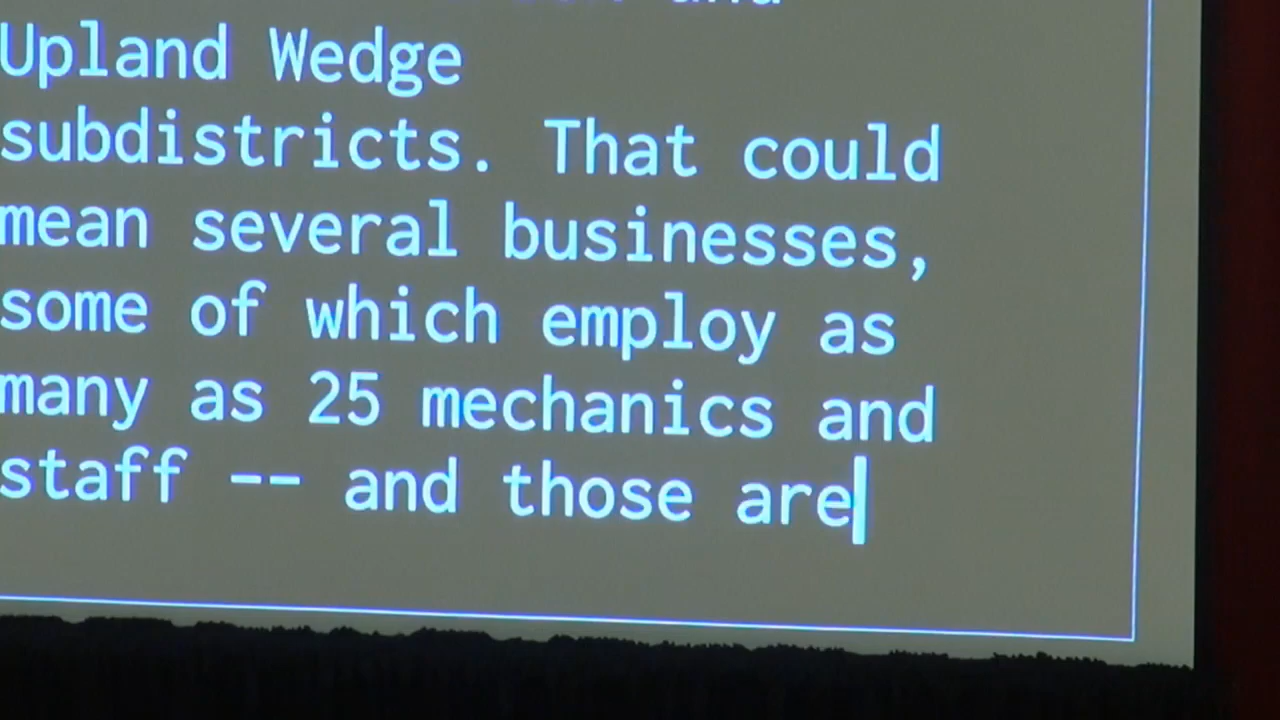 Upland Wedge
subdistricts. That could
mean several businesses,
some of which employ as
many as 25 mechanics and
staff -- and those are